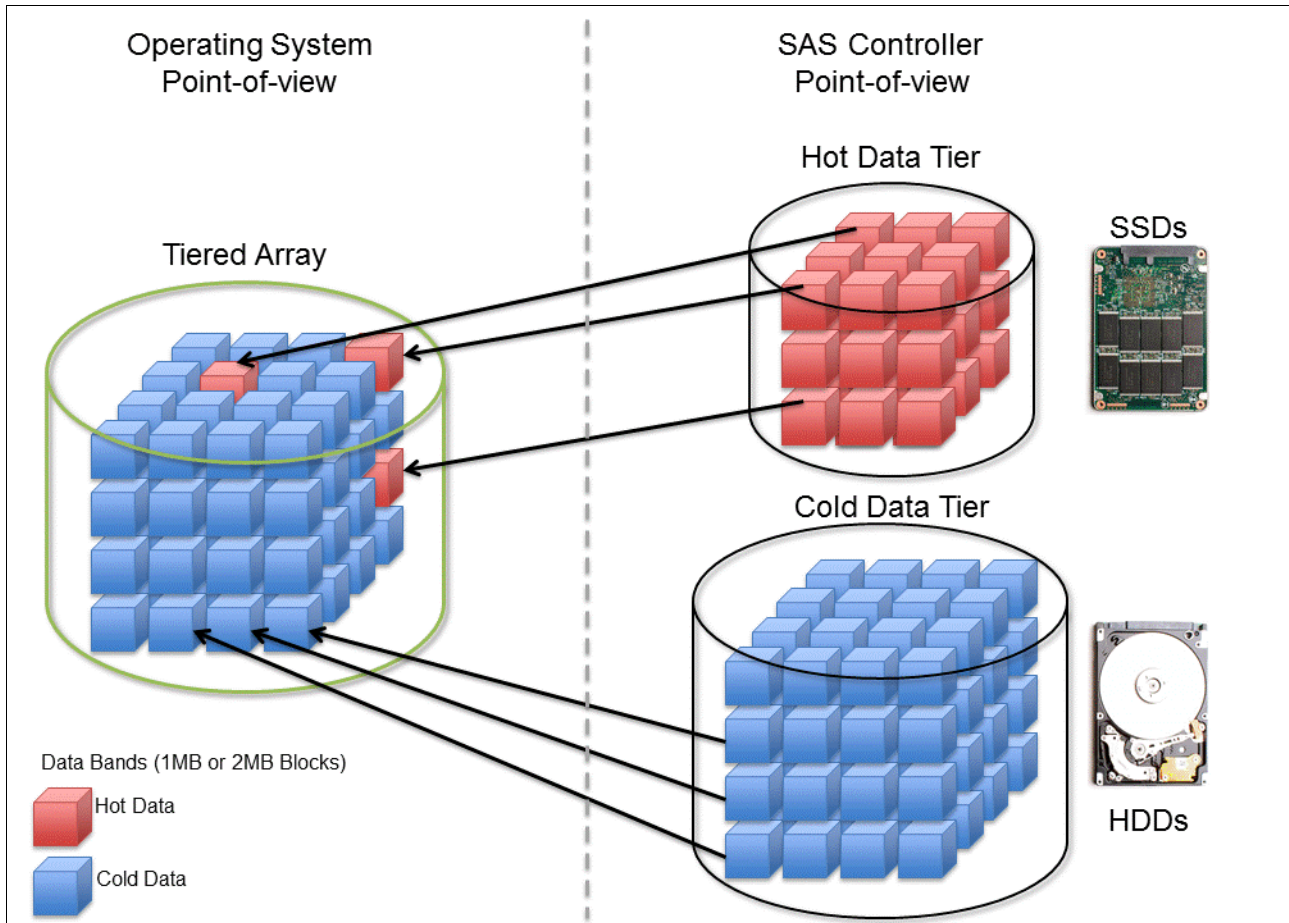 Operating System
Point-of-view
SAS Controller
Point-of-view
Hot Data Tier
SSDs
Tiered Array
Cold Data Tier
HDDs
Data Bands (1MB or 2MB Blocks)
Hot Data
Cold Data